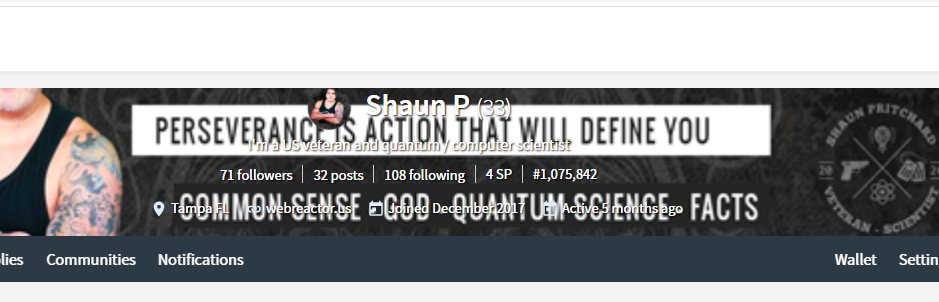 Shaun P (33)
PERSEVERANCE IS ACTION THAT WILL DEFINE YOU
I'm a US veteran and quantum / computer scientist
71 followers 32 posts 108 following 4 SP #1,075,842
Tampa FL webreactor.us Joined December 2017 Active 5 months ago
COMMON SENSE GOD QUANTUM SCIENCE FACTS
SHAUN PRITCHARD
20
VETERAN - SCIENTIST
lies Communities Notifications Wallet Settin